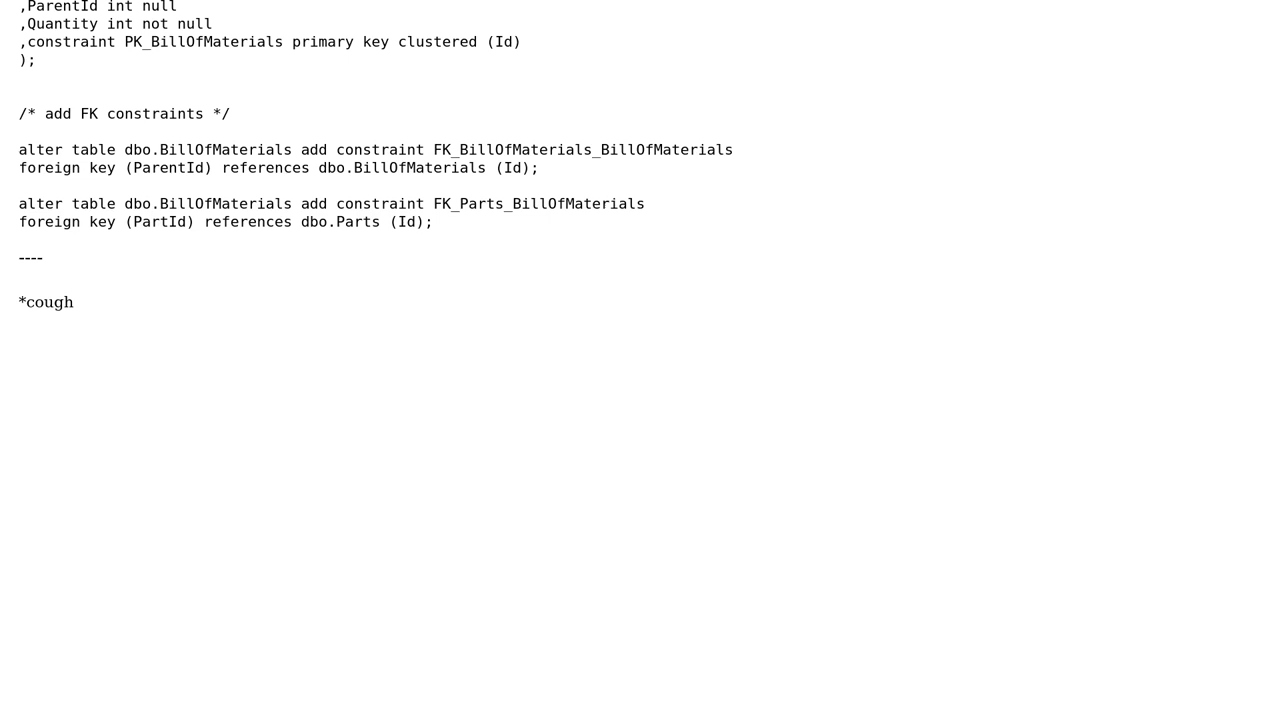 ,ParentId int null
,Quantity int not null
,constraint PK_BillOfMaterials primary key clustered (Id)
);
/* add FK constraints */
alter table dbo.BillOfMaterials add constraint FK_BillOfMaterials_BillOfMaterials
foreign key (ParentId) references dbo.BillOfMaterials (Id);
alter table dbo.BillOfMaterials add constraint FK_Parts_BillOfMaterials
foreign key (PartId) references dbo.Parts (Id);
----
*cough